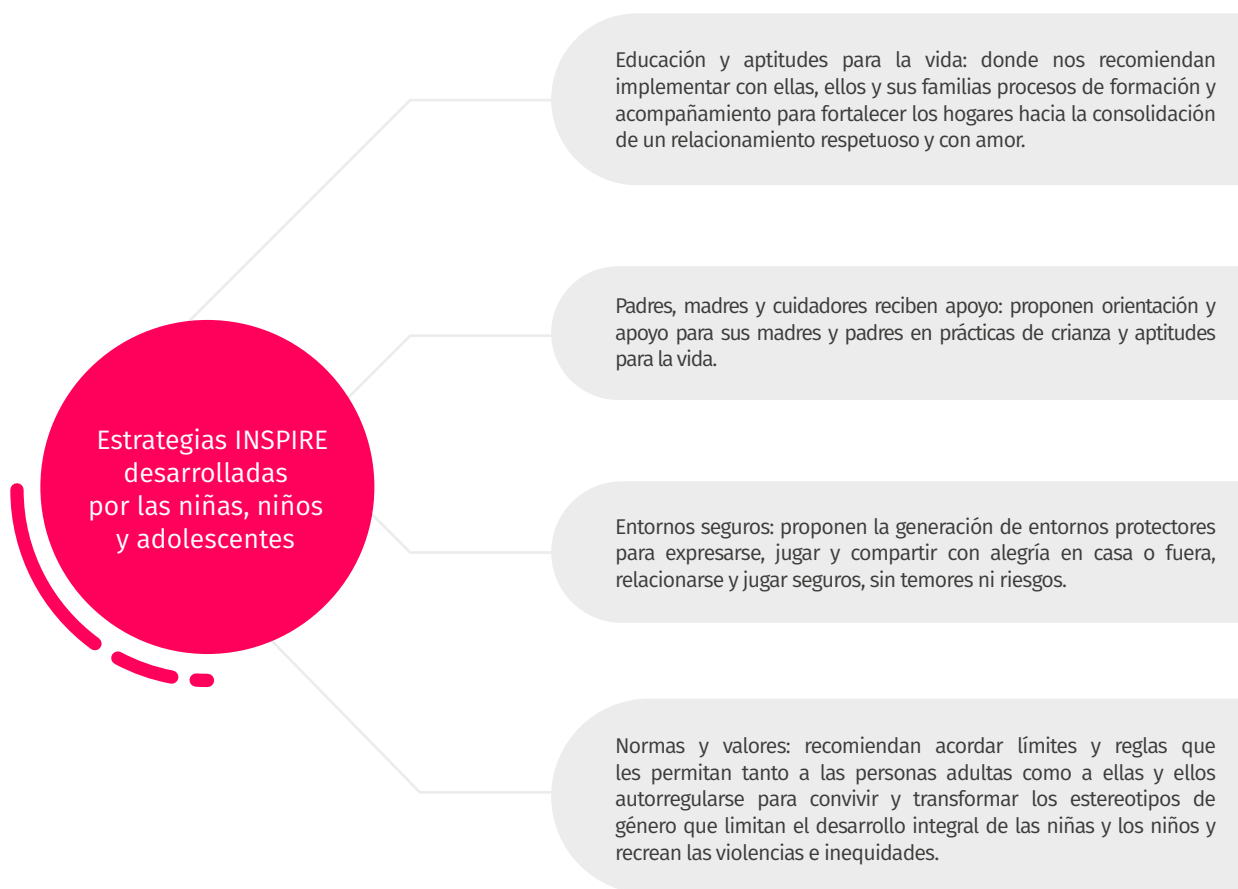 Educación y aptitudes para la vida: donde nos recomiendan
implementar con ellas, ellos y sus familias procesos de formación y
acompañamiento para fortalecer los hogares hacia la consolidación
de un relacionamiento respetuoso y con amor.
Padres, madres y cuidadores reciben apoyo: proponen orientación y
apoyo para sus madres y padres en prácticas de crianza y aptitudes
para la vida.
Estrategias INSPIRE
desarrolladas
por las niñas, niños
y adolescentes
Entornos seguros: proponen la generación de entornos protectores
para expresarse, jugar y compartir con alegría en casa o fuera,
relacionarse y jugar seguros, sin temores ni riesgos.
Normas y valores: recomiendan acordar límites y reglas que
les permitan tanto a las personas adultas como a ellas y ellos
autorregularse para convivir y transformar los estereotipos de
género que limitan el desarrollo integral de las niñas y los niños y
recrean las violencias e inequidades.